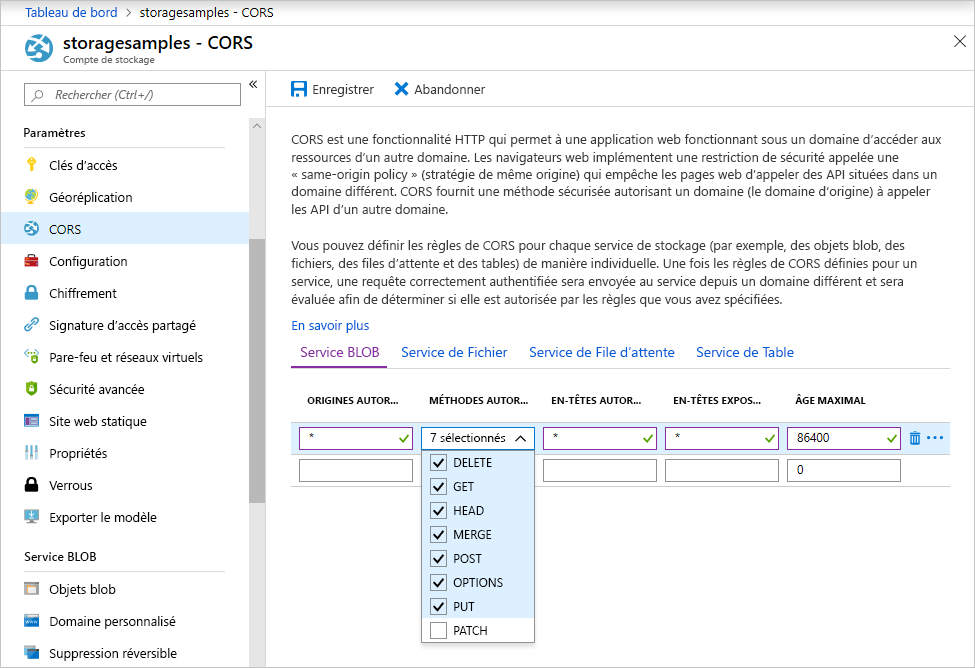 Tableau de bord > storagesamples - CORS
storagesamples - CORS
Compte de stockage
Rechercher (Ctrl+/)
«
Paramètres
Clés d’accès
Géoréplication
CORS
Configuration
Chiffrement
Signature d’accès partagé
Pare-feu et réseaux virtuels
Sécurité avancée
Site web statique
Propriétés
Verrous
Exporter le modèle
Service BLOB
Objets blob
Domaine personnalisé
Suppression réversible
Enregistrer Abandonner
CORS est une fonctionnalité HTTP qui permet à une application web fonctionnant sous un domaine d’accéder aux
ressources d’un autre domaine. Les navigateurs web implémentent une restriction de sécurité appelée une
« same-origin policy » (stratégie de même origine) qui empêche les pages web d’appeler des API situées dans un
domaine différent. CORS fournit une méthode sécurisée autorisant un domaine (le domaine d’origine) à appeler
les API d’un autre domaine.
Vous pouvez définir les règles de CORS pour chaque service de stockage (par exemple, des objets blob, des
fichiers, des files d’attente et des tables) de manière individuelle. Une fois les règles de CORS définies pour un
service, une requête correctement authentifiée sera envoyée au service depuis un domaine différent et sera
évaluée afin de déterminer si elle est autorisée par les règles que vous avez spécifiées.
En savoir plus
Service BLOB Service de Fichier Service de File d’attente Service de Table
ORIGINES AUTOR... MÉTHODES AUTOR... EN-TÊTES AUTOR... EN-TÊTES EXPOS... ÂGE MAXIMAL
* 7 sélectionnés * * 86400
0
DELETE
GET
HEAD
MERGE
POST
OPTIONS
PUT
PATCH